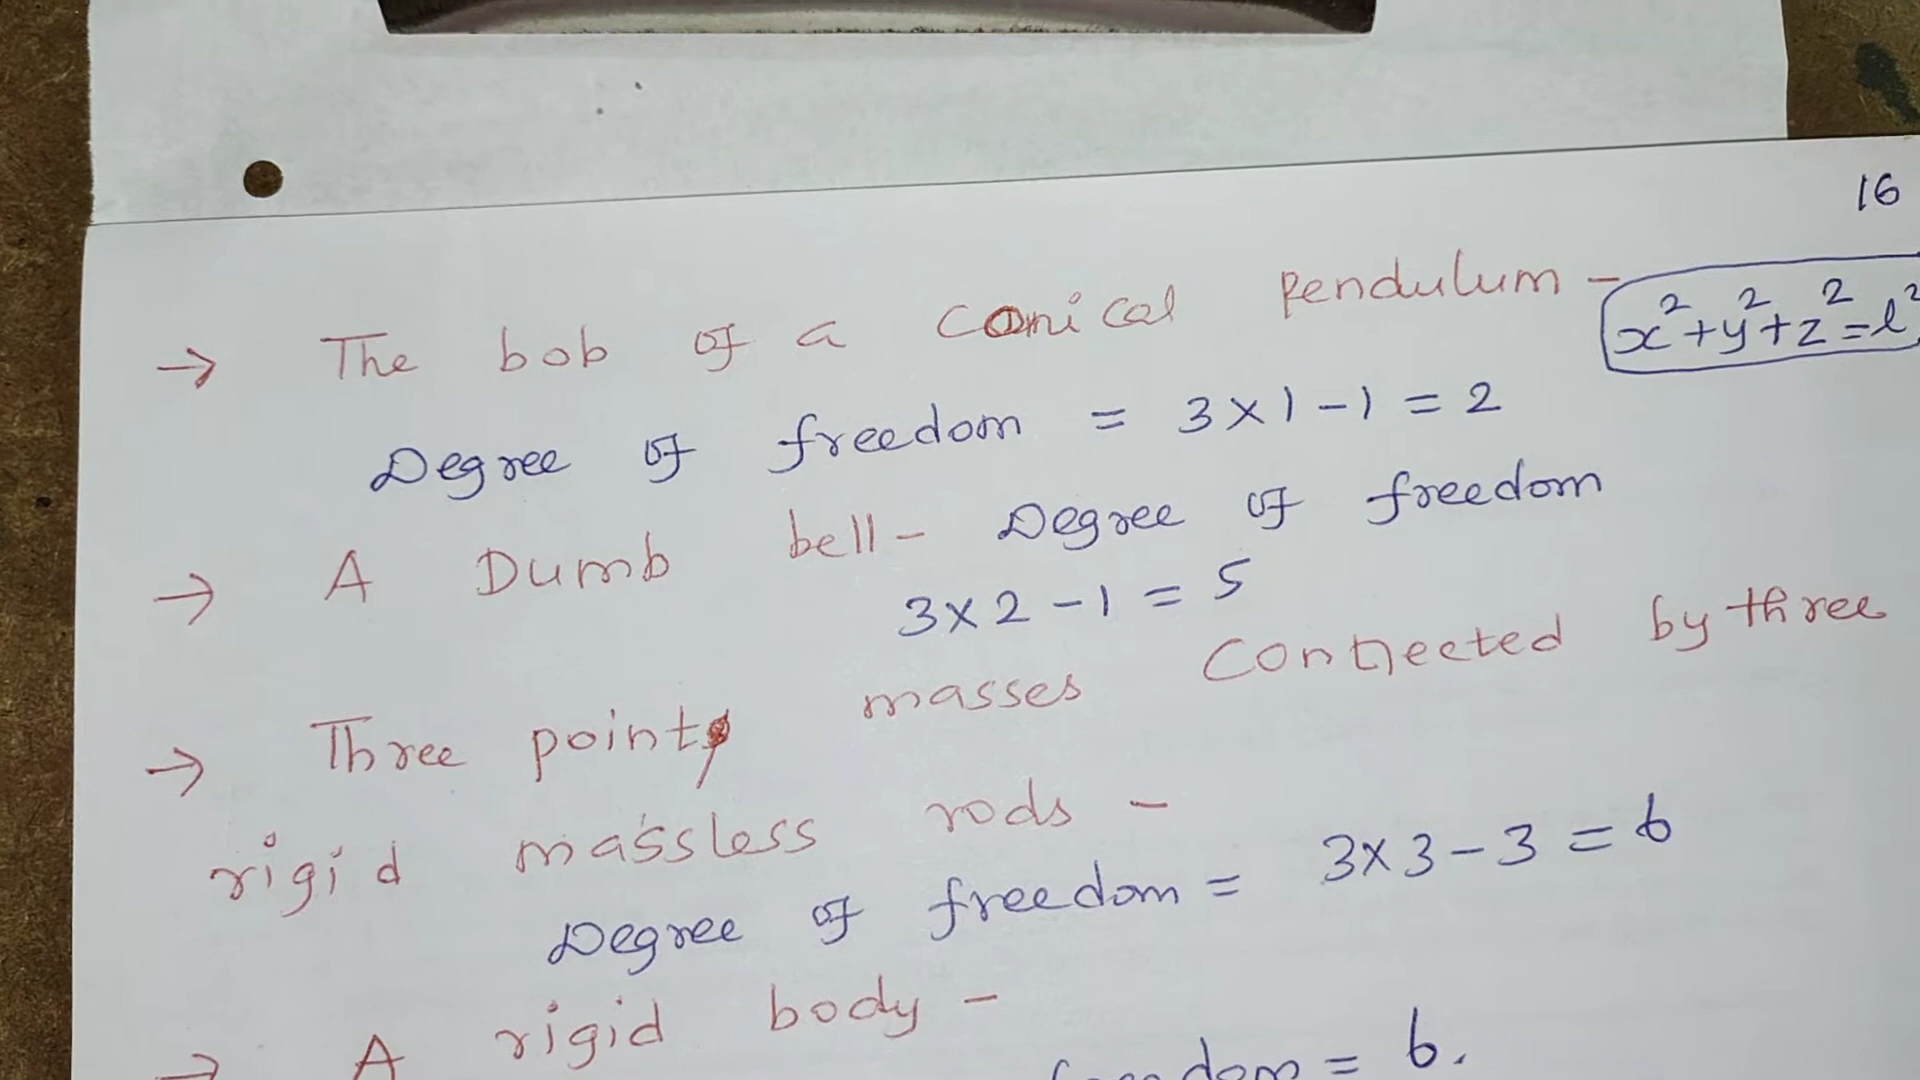 16
→ The bob of a Conical pendulum - x²+y²+z²=l²
Degree of freedom = 3×1-1=2
→ A Dumb bell - Degree of freedom
3×2-1=5
→ Three point masses Connected by three
rigid massless rods -
Degree of freedom = 3×3-3=6
→ A rigid body -
freedom = 6.